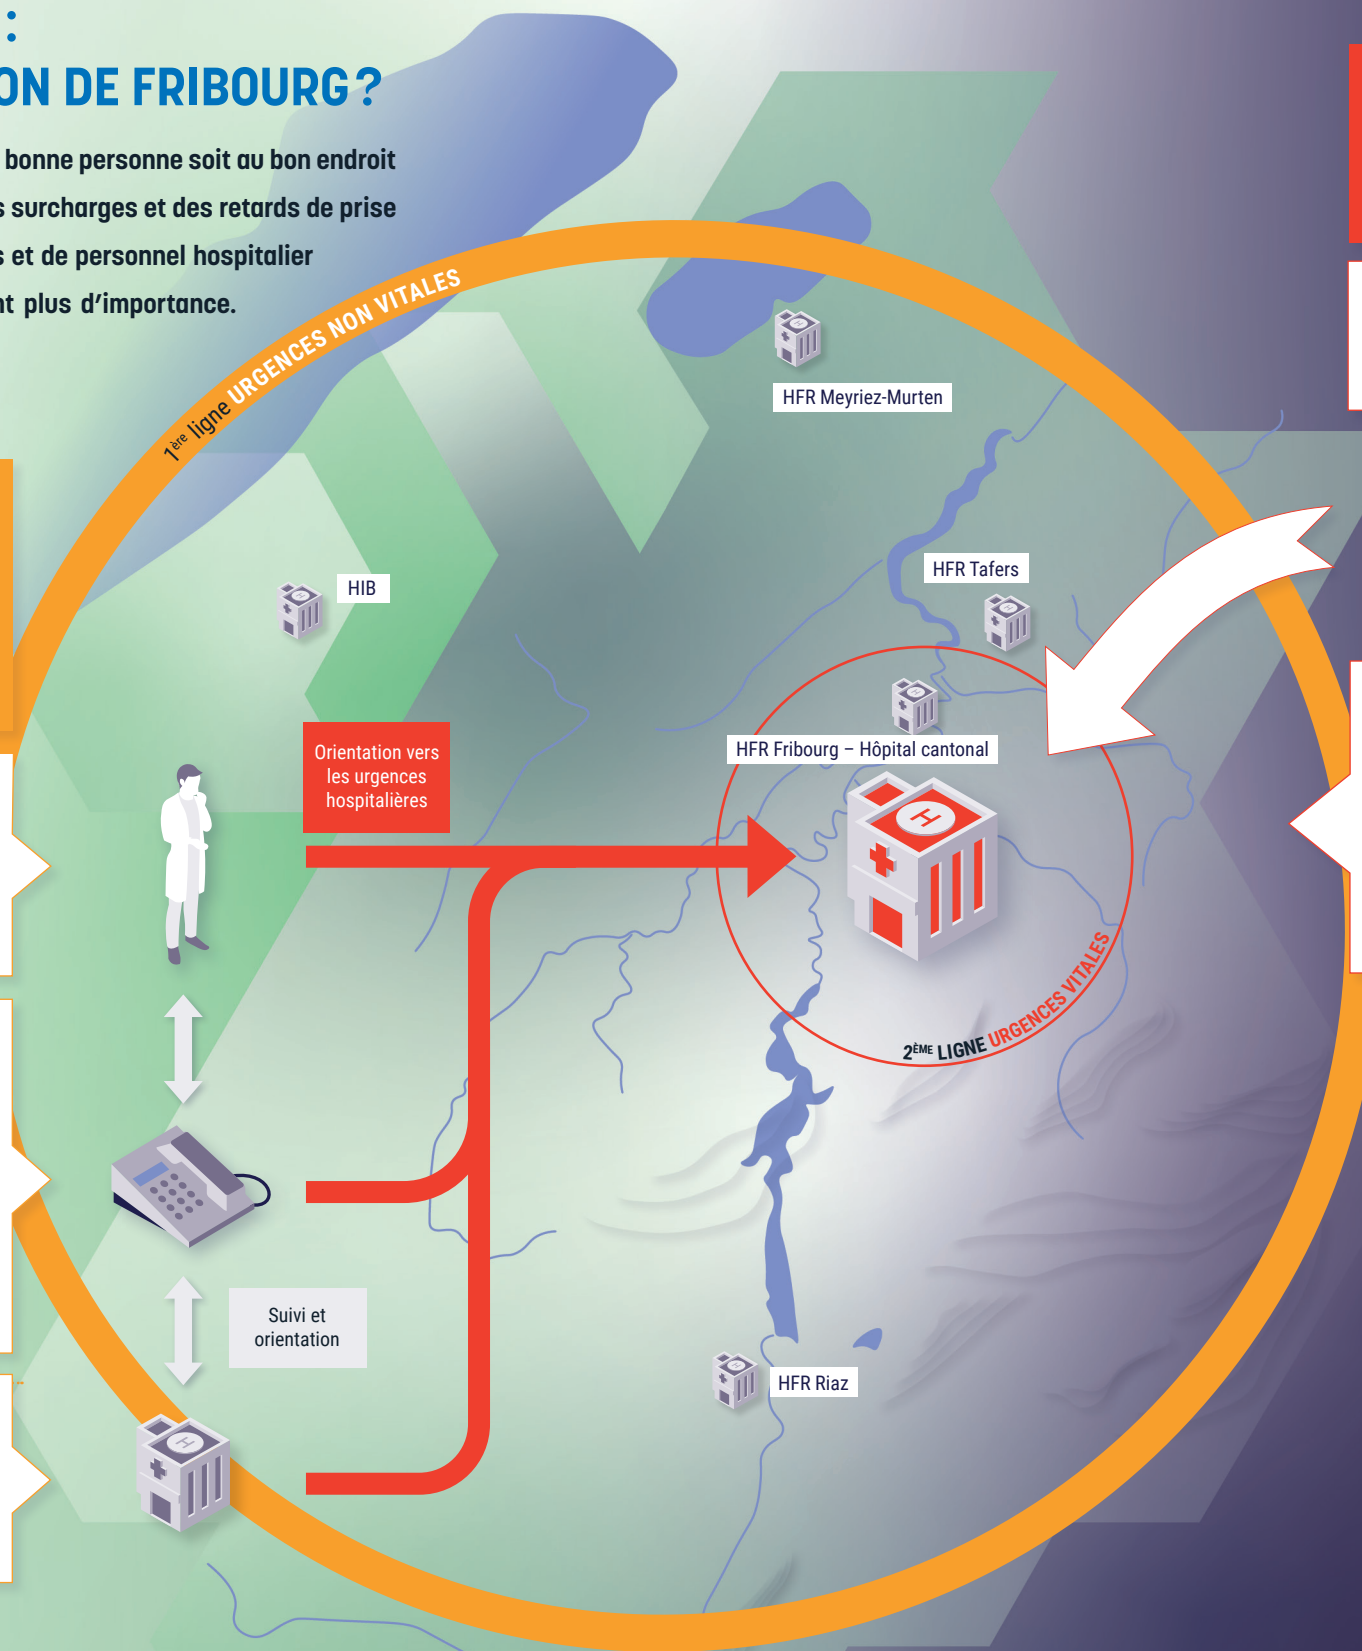 :
ON DE FRIBOURG ?
bonne personne soit au bon endroit
s surcharges et des retards de prise
s et de personnel hospitalier
nt plus d’importance.
1ère ligne URGENCES NON VITALES
HFR Meyriez-Murten
HFR Tafers
HIB
HFR Fribourg – Hôpital cantonal
Orientation vers
les urgences
hospitalières
2ÈME LIGNE URGENCES VITALES
Suivi et
orientation
HFR Riaz